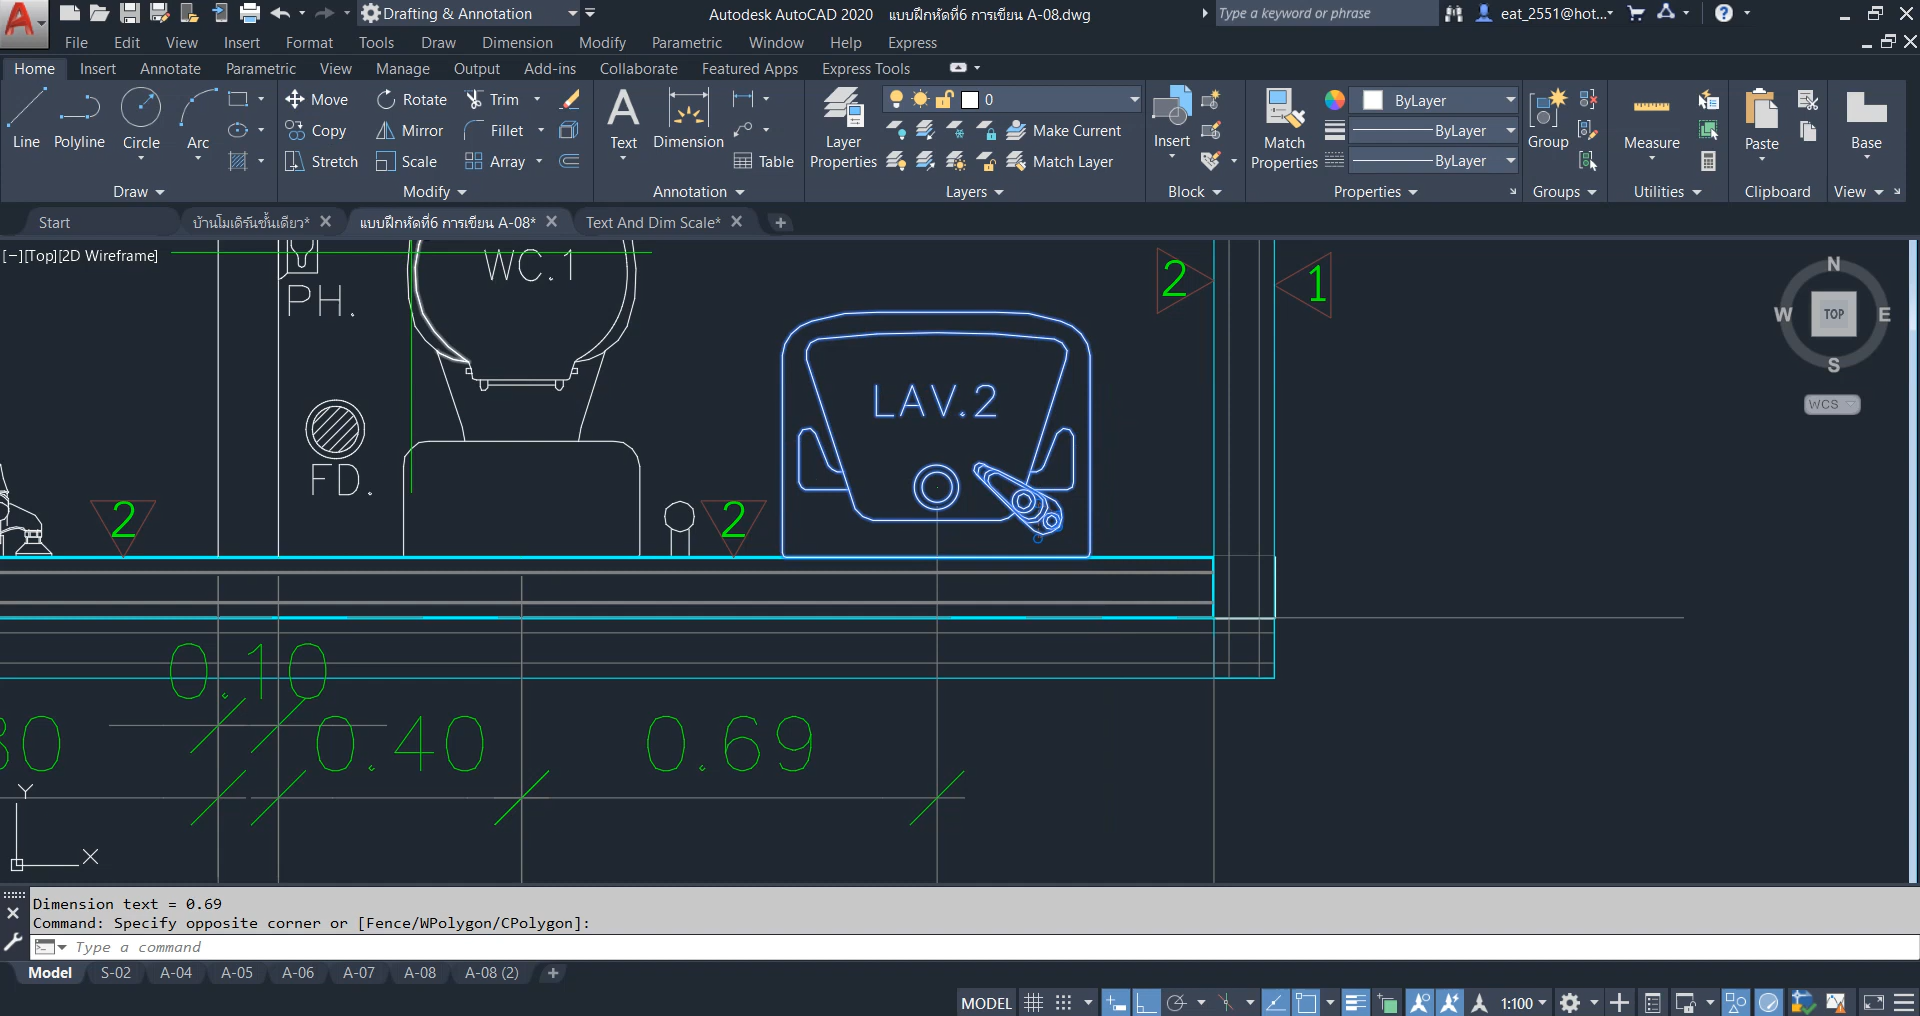 Drafting & Annotation
Autodesk AutoCAD 2020 แบบฝึกหัดที่6 การเขียน A-08.dwg
Type a keyword or phrase
eat_2551@hot...
File Edit View Insert Format Tools Draw Dimension Modify Parametric Window Help Express
Home Insert Annotate Parametric View Manage Output Add-ins Collaborate Featured Apps Express Tools
Line Polyline Circle Arc
Draw
Move Rotate Trim
Copy Mirror Fillet
Stretch Scale Array
Modify
Text Dimension Table
Annotation
Layer Properties
0
Make Current
Match Layer
Layers
Insert
Block
Match Properties
ByLayer
ByLayer
ByLayer
Properties
Group
Groups
Measure
Utilities
Paste
Clipboard
Base
View
Start
บ้านโมเดิร์นชั้นเดียว*
แบบฝึกหัดที่6 การเขียน A-08*
Text And Dim Scale*
[−][Top][2D Wireframe]
WC.1
PH.
FD.
LAV.2
2
1
2
2
N
W TOP E
S
WCS
0.10
30 0.40 0.69
Y
X
Dimension text = 0.69
Command: Specify opposite corner or [Fence/WPolygon/CPolygon]:
Type a command
Model S-02 A-04 A-05 A-06 A-07 A-08 A-08 (2)
MODEL
1:100